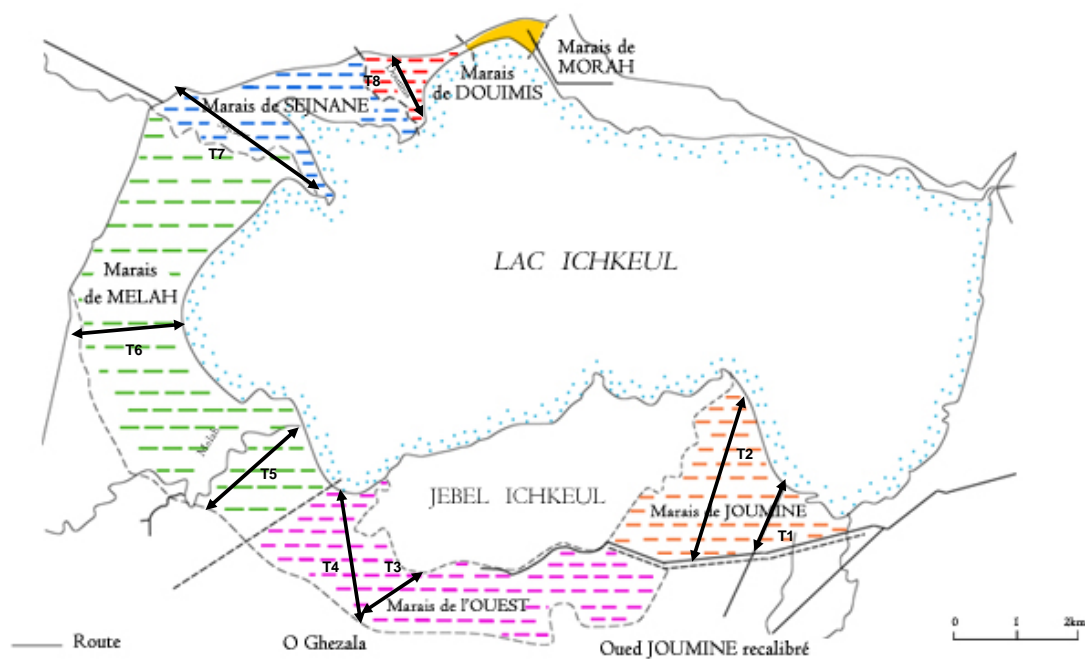 Marais de
MORAH
Marais
de DOUIMIS
T8
Marais de SEJNANE
T7
LAC ICHKEUL
Marais
de MELAH
T6
Melah
T5
T2
JEBEL ICHKEUL
Marais de JOUMINE
T1
T4
T3
Marais de l'OUEST
Route
O Ghezala
Oued JOUMINE recalibré
0 1 2km